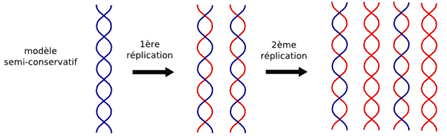 modèle
semi-conservatif
1ère
réplication
2ème
réplication